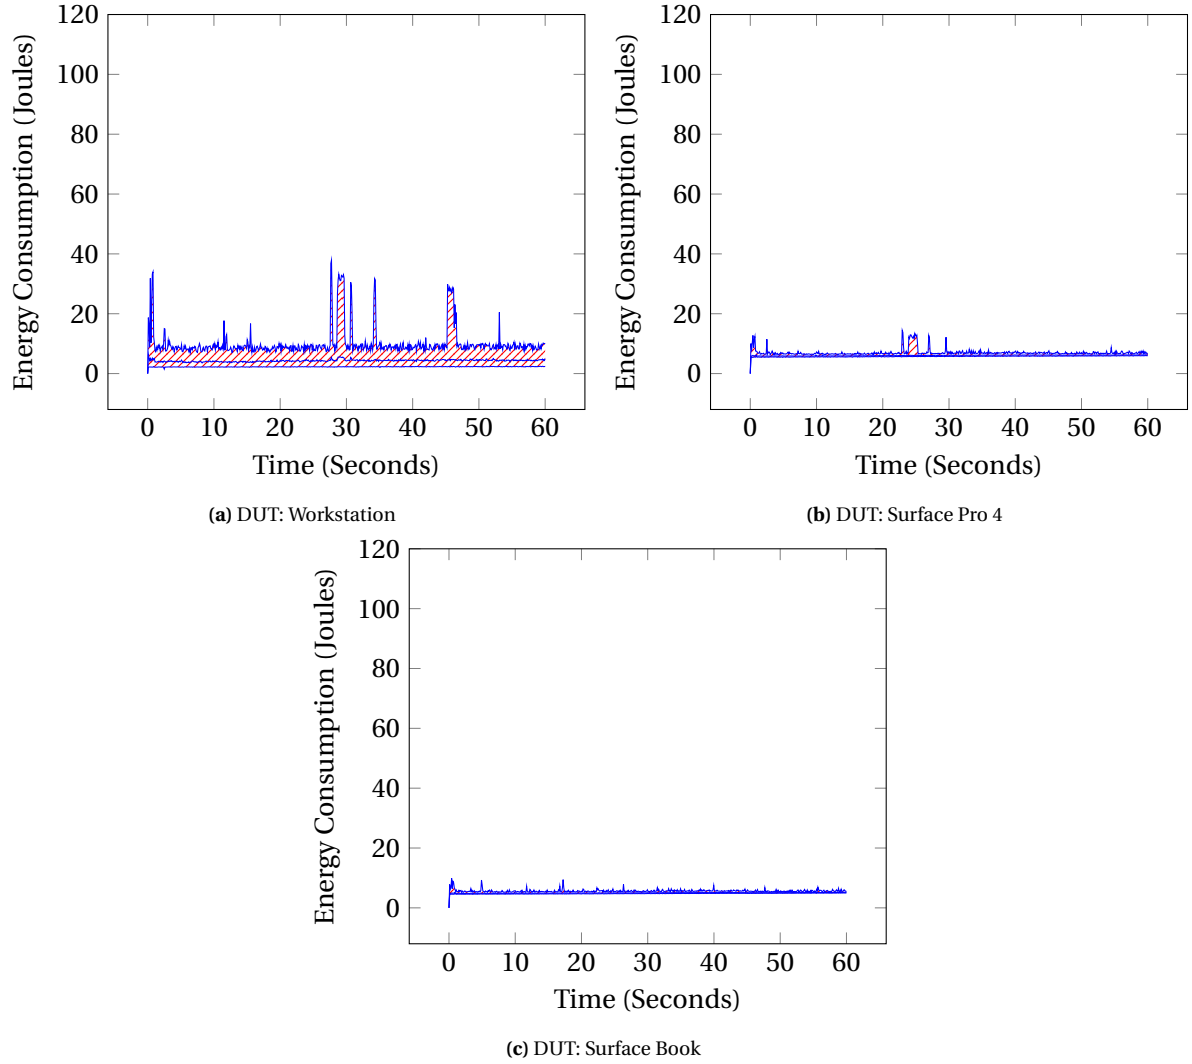 120
100
80
60
40
20
0
Energy Consumption (Joules)
0 10 20 30 40 50 60
Time (Seconds)
(a) DUT: Workstation
120
100
80
60
40
20
0
Energy Consumption (Joules)
0 10 20 30 40 50 60
Time (Seconds)
(b) DUT: Surface Pro 4
120
100
80
60
40
20
0
Energy Consumption (Joules)
0 10 20 30 40 50 60
Time (Seconds)
(c) DUT: Surface Book